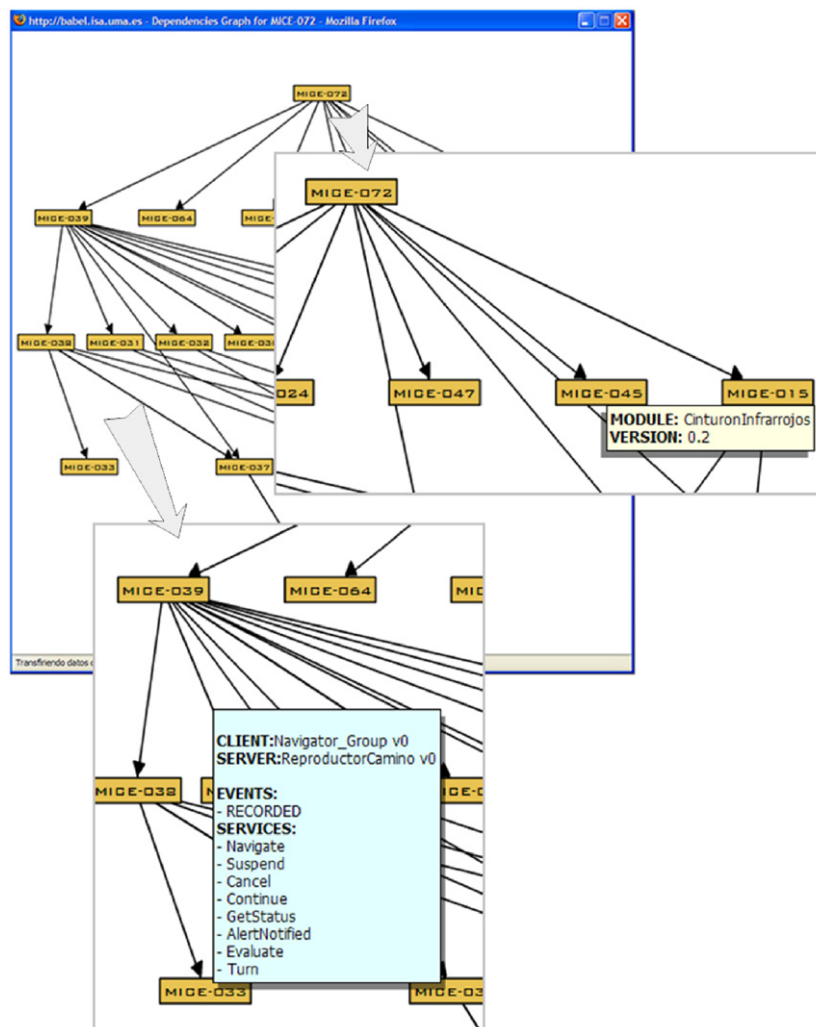 http://babel.isa.uma.es - Dependencies Graph for MICE-072 - Mozilla Firefox
MICE-072
MICE-039
MICE-064
MICE-038
MICE-031
MICE-032
MICE-033
MICE-037
Transfiriendo datos
MICE-072
024
MICE-047
MICE-045
MICE-015
MODULE: CinturonInfrarrojos
VERSION: 0.2
MICE-039
MICE-064
MICE-038
MICE-033
CLIENT:Navigator_Group v0
SERVER:ReproductorCamino v0
EVENTS:
- RECORDED
SERVICES:
- Navigate
- Suspend
- Cancel
- Continue
- GetStatus
- AlertNotified
- Evaluate
- Turn